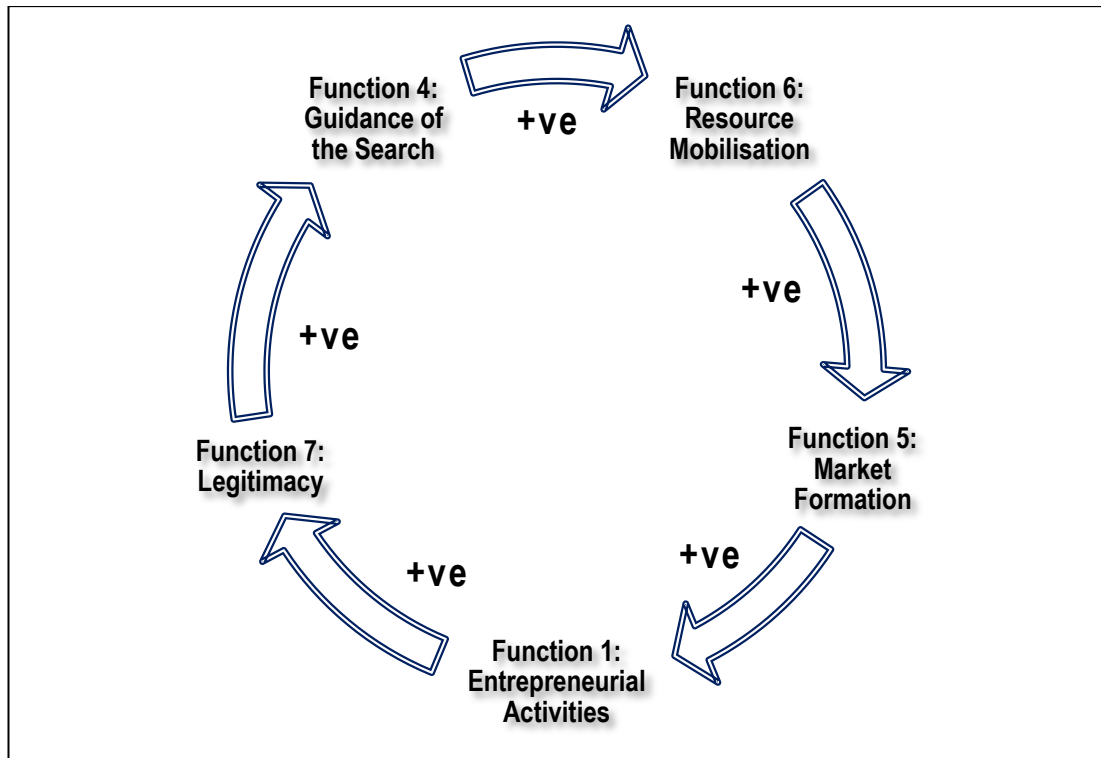 Function 4:
Guidance of
the Search
+ve
Function 6:
Resource
Mobilisation
+ve
Function 5:
Market
Formation
+ve
Function 1:
Entrepreneurial
Activities
+ve
Function 7:
Legitimacy
+ve